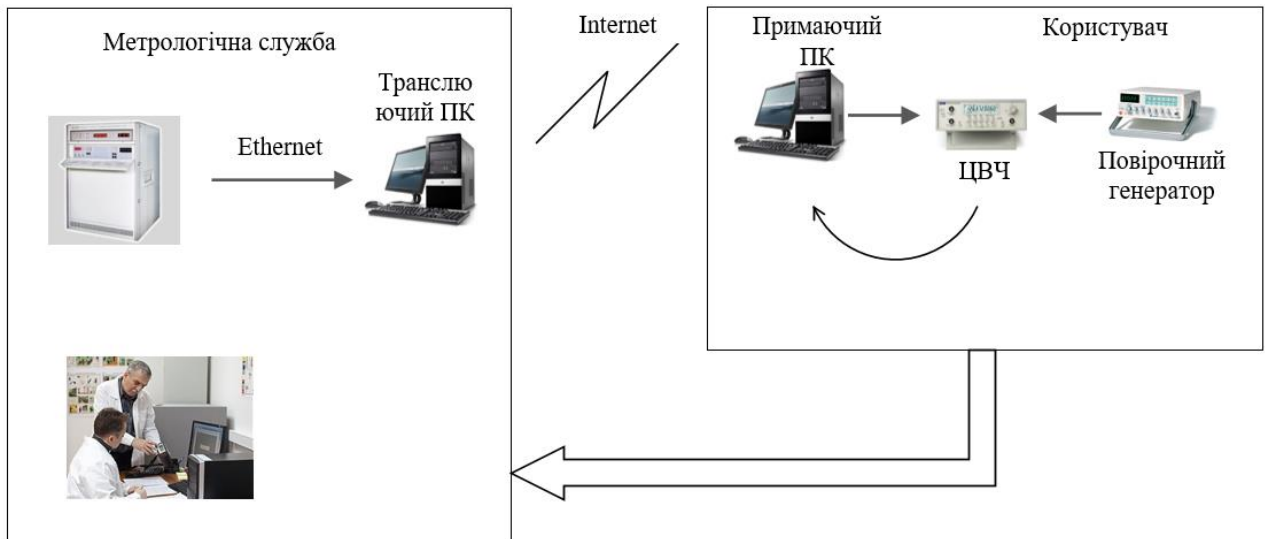 Метрологічна служба
Транслю
ючий ПК
Ethernet
Internet
Примаючий
ПК
Користувач
ЦВЧ
Повірочний
генератор